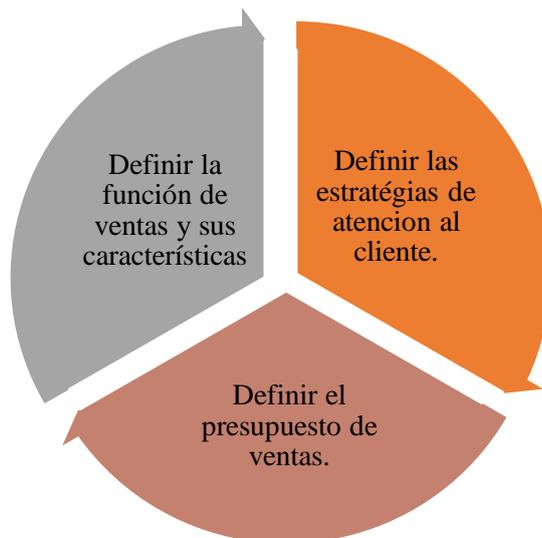 Definir la
función de
ventas y sus
características
Definir las
estratégias de
atencion al
cliente.
Definir el
presupuesto de
ventas.